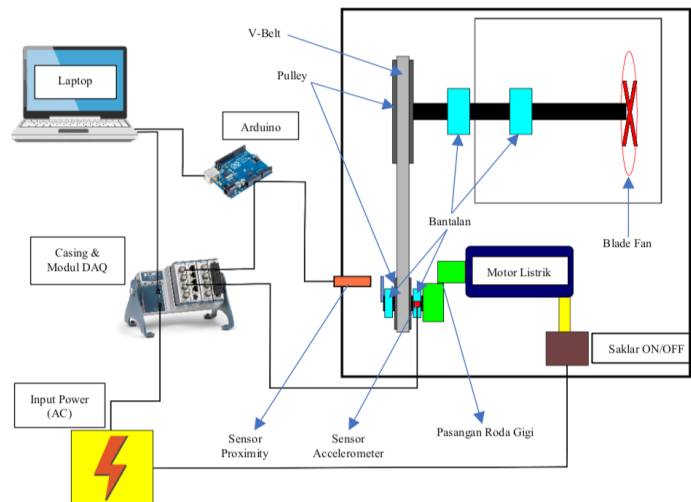 V-Belt
Laptop
Pulley
Arduino
Bantalan
Casing &
Modul DAQ
Blade Fan
Motor Listrik
Saklar ON/OFF
Input Power
(AC)
Sensor
Proximity
Sensor
Accelerometer
Pasangan Roda Gigi